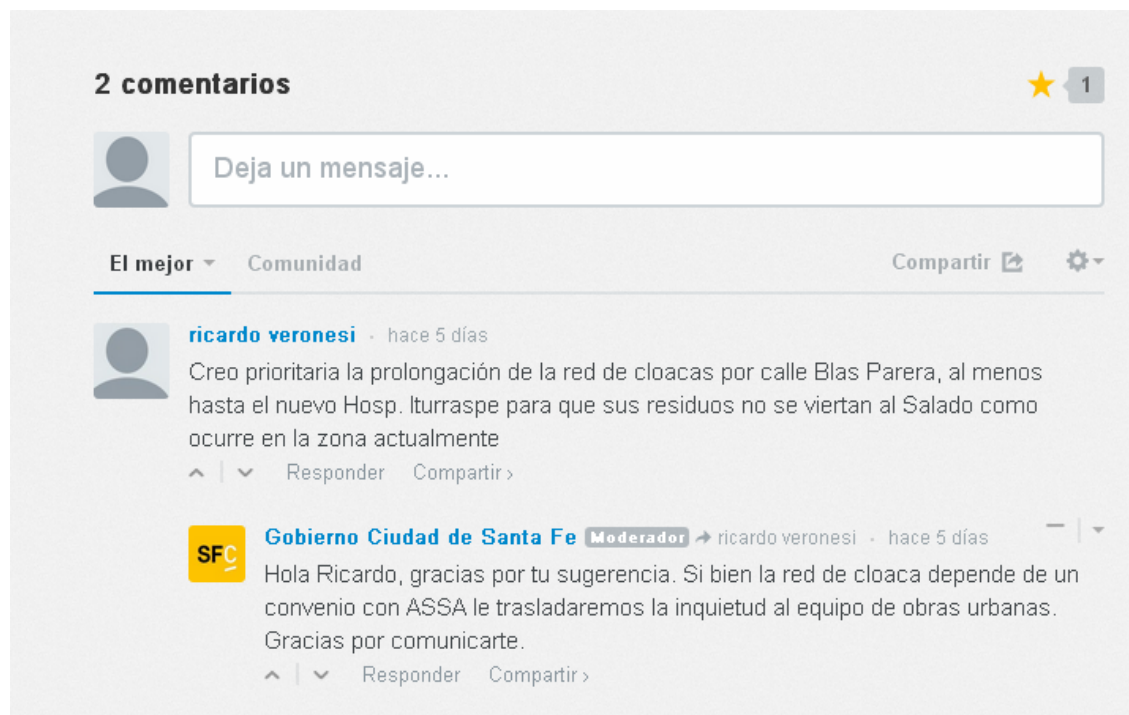 2 comentarios
1
Deja un mensaje...
El mejor Comunidad Compartir
ricardo veronesi · hace 5 días
Creo prioritaria la prolongación de la red de cloacas por calle Blas Parera, al menos
hasta el nuevo Hosp. Iturraspe para que sus residuos no se viertan al Salado como
ocurre en la zona actualmente
Responder Compartir ›
SFC
Gobierno Ciudad de Santa Fe Moderador ricardo veronesi · hace 5 días
Hola Ricardo, gracias por tu sugerencia. Si bien la red de cloaca depende de un
convenio con ASSA le trasladaremos la inquietud al equipo de obras urbanas.
Gracias por comunicarte.
Responder Compartir ›